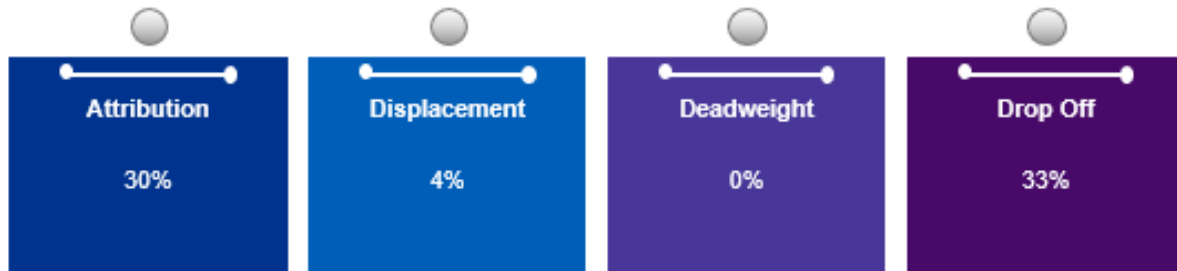 Attribution
30%
Displacement
4%
Deadweight
0%
Drop Off
33%